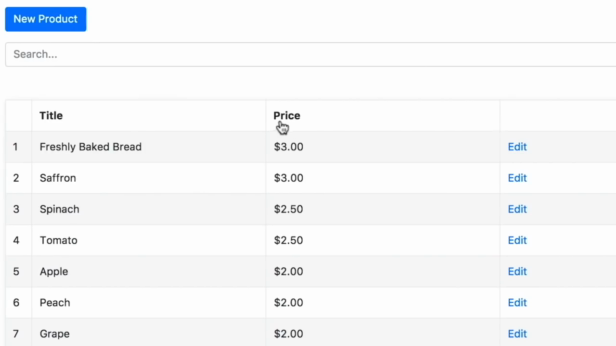 New Product
Search...
Title Price
1 Freshly Baked Bread $3.00 Edit
2 Saffron $3.00 Edit
3 Spinach $2.50 Edit
4 Tomato $2.50 Edit
5 Apple $2.00 Edit
6 Peach $2.00 Edit
7 Grape $2.00 Edit